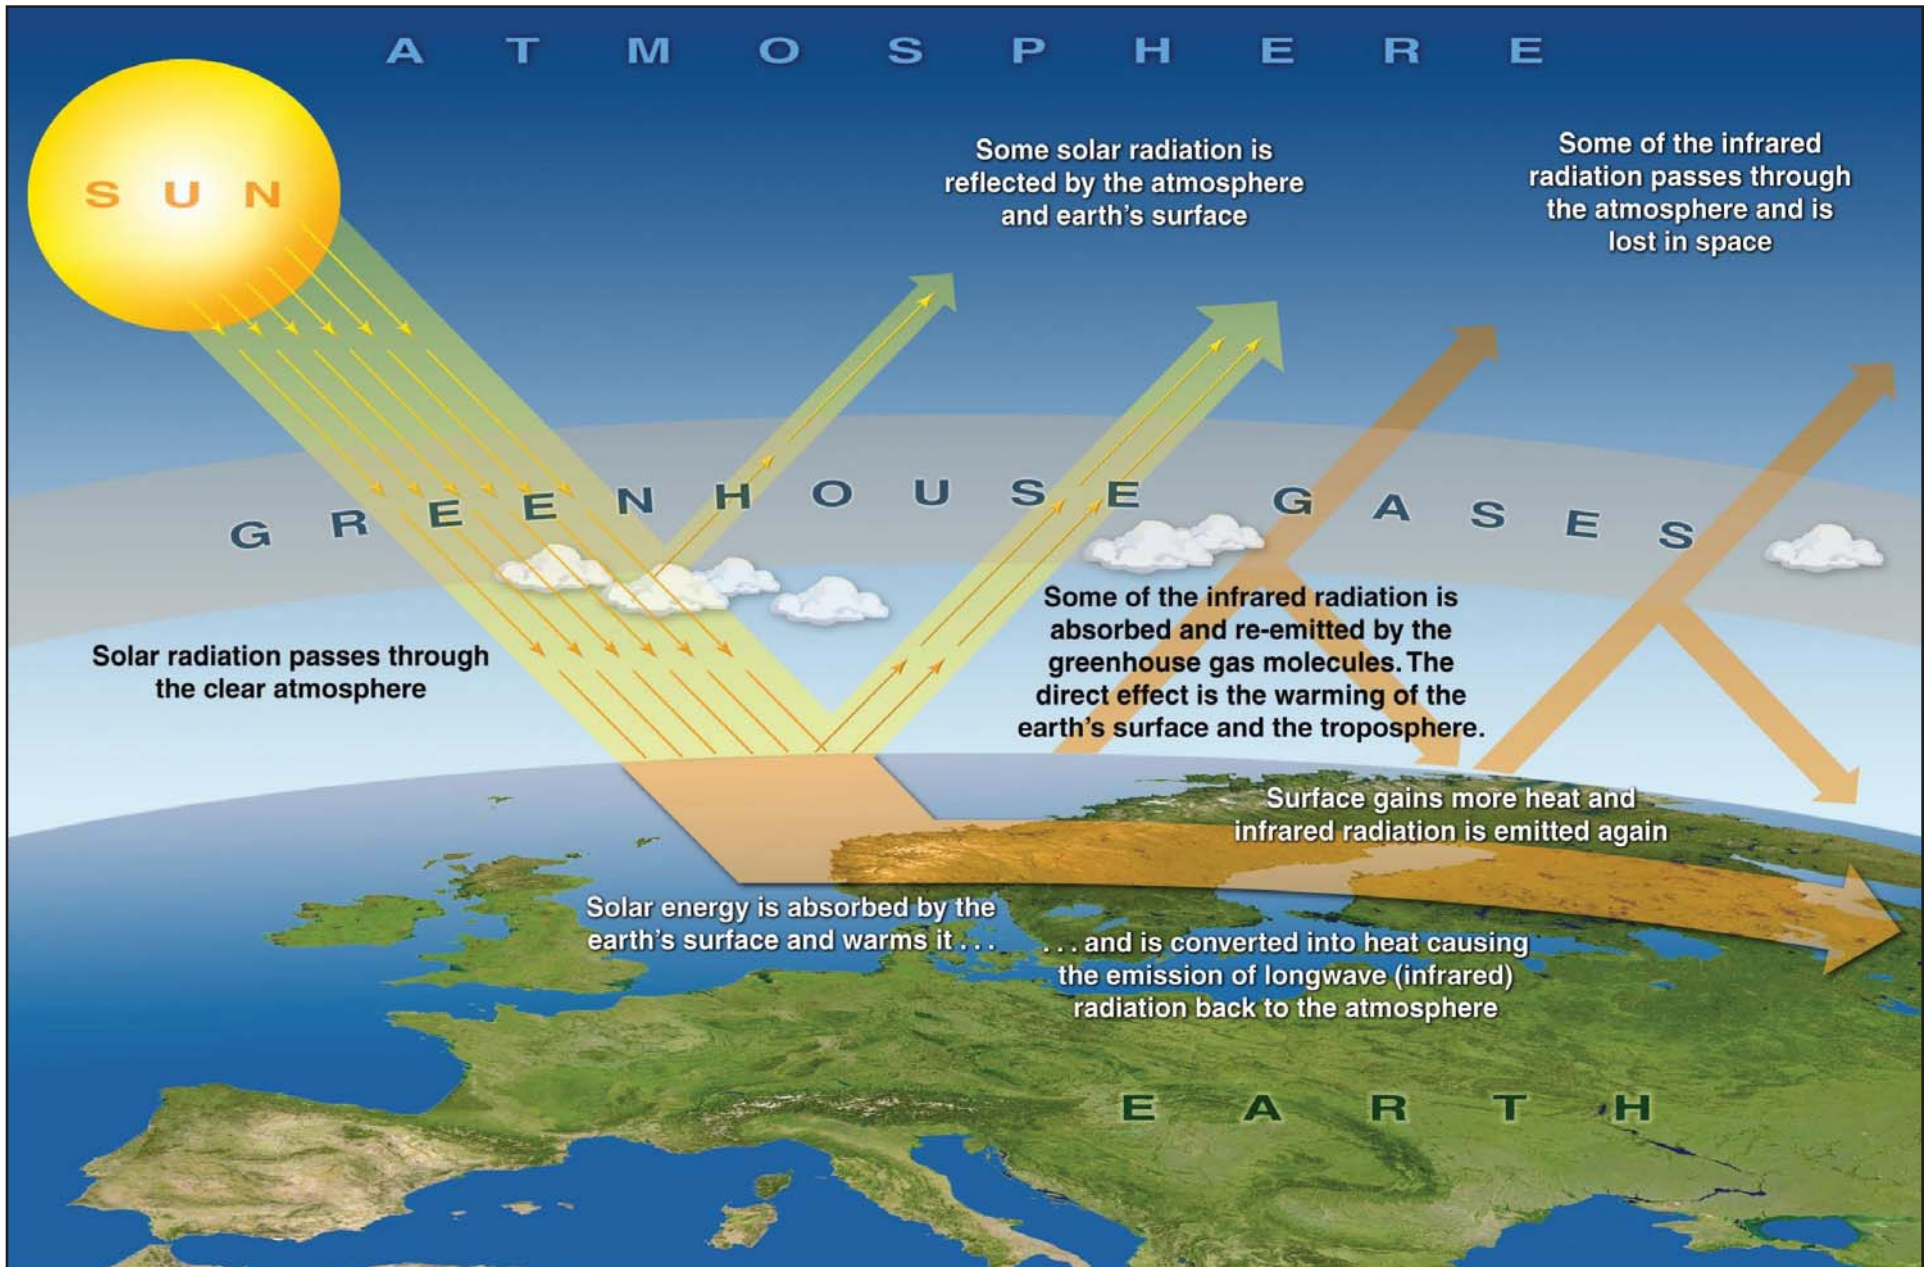 ATMOSPHERE
SUN
Some solar radiation is
reflected by the atmosphere
and earth's surface
Some of the infrared
radiation passes through
the atmosphere and is
lost in space
GREENHOUSE GASES
Solar radiation passes through
the clear atmosphere
Some of the infrared radiation is
absorbed and re-emitted by the
greenhouse gas molecules. The
direct effect is the warming of the
earth's surface and the troposphere.
Surface gains more heat and
infrared radiation is emitted again
Solar energy is absorbed by the
earth's surface and warms it . . .
. . . and is converted into heat causing
the emission of longwave (infrared)
radiation back to the atmosphere
EARTH